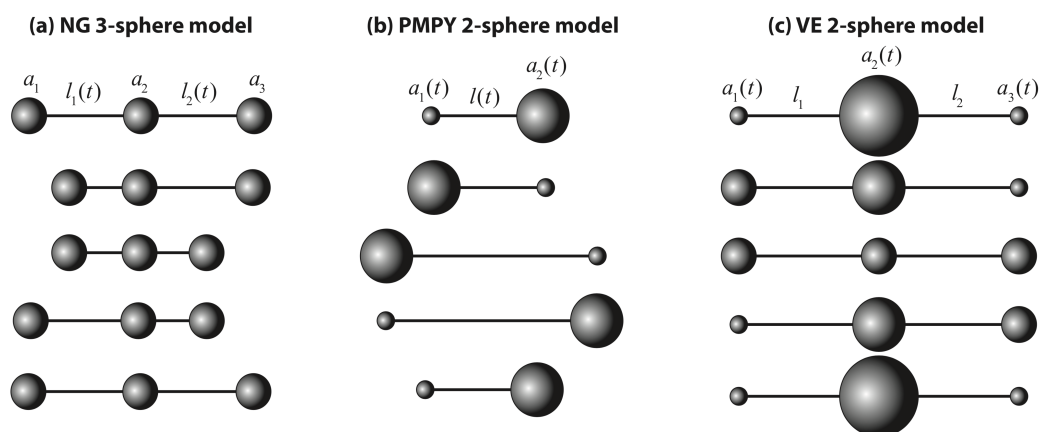 (a) NG 3-sphere model
a₁ l₁(t) a₂ l₂(t) a₃
(b) PMPY 2-sphere model
a₁(t) l(t) a₂(t)
(c) VE 2-sphere model
a₁(t) l₁ a₂(t) l₂ a₃(t)